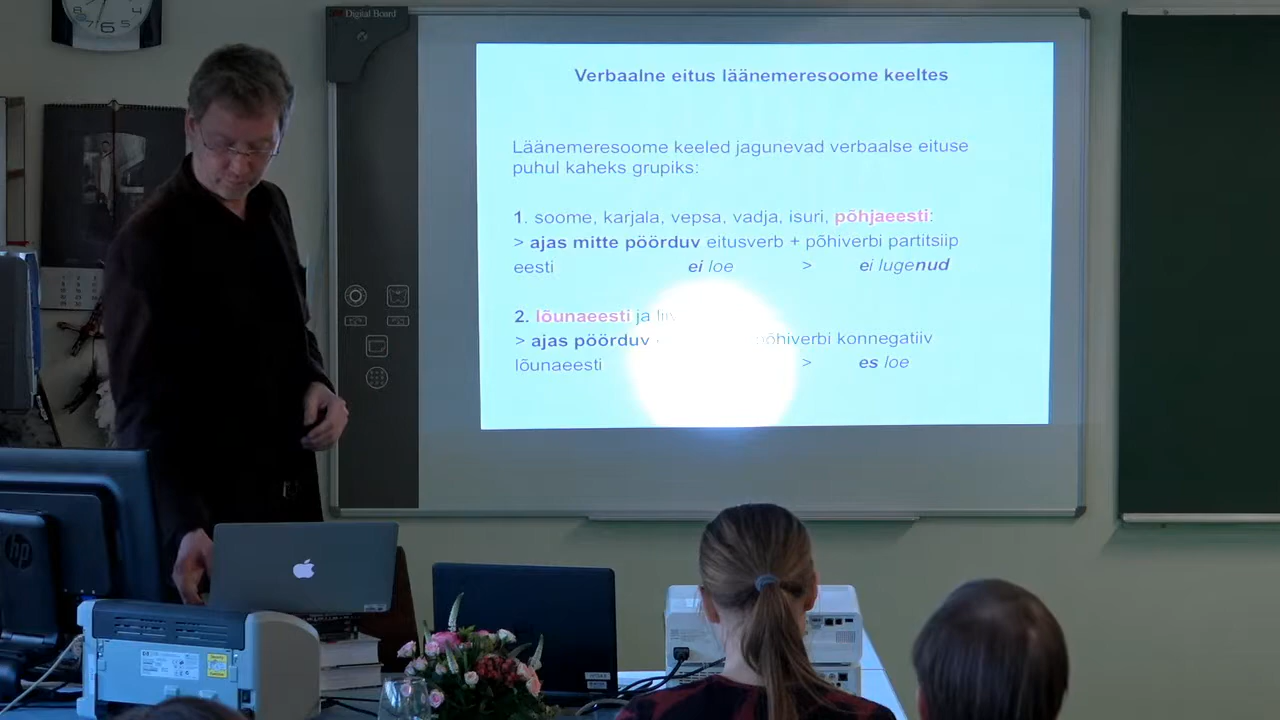 Digital Board
Verbaalne eitus läänemeresoome keeltes
Läänemeresoome keeled jagunevad verbaalse eituse
puhul kaheks grupiks:
1. soome, karjala, vepsa, vadja, isuri, põhjaeesti:
> ajas mitte pöörduv eitusverb + põhiverbi partitsiip
eesti ei loe > ei lugenud
2. lõunaeesti ja
> ajas pöörduv põhiverbi konnegatiiv
lõunaeesti > es loe
hp